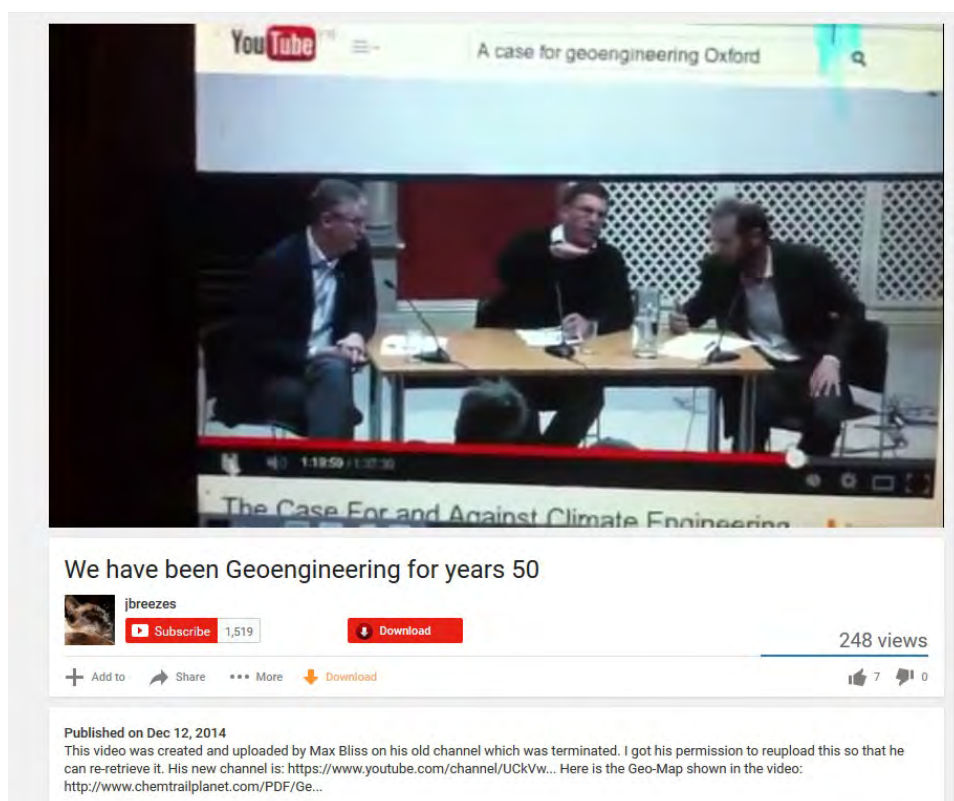 YouTube
A case for geoengineering Oxford
1:19:59 / 1:37:30
The Case For and Against Climate Engineering
We have been Geoengineering for years 50
jbreezes
Subscribe 1,519
Download
248 views
Add to Share More Download
7 0
Published on Dec 12, 2014
This video was created and uploaded by Max Bliss on his old channel which was terminated. I got his permission to reupload this so that he
can re-retrieve it. His new channel is: https://www.youtube.com/channel/UCkVw... Here is the Geo-Map shown in the video:
http://www.chemtrailplanet.com/PDF/Ge...